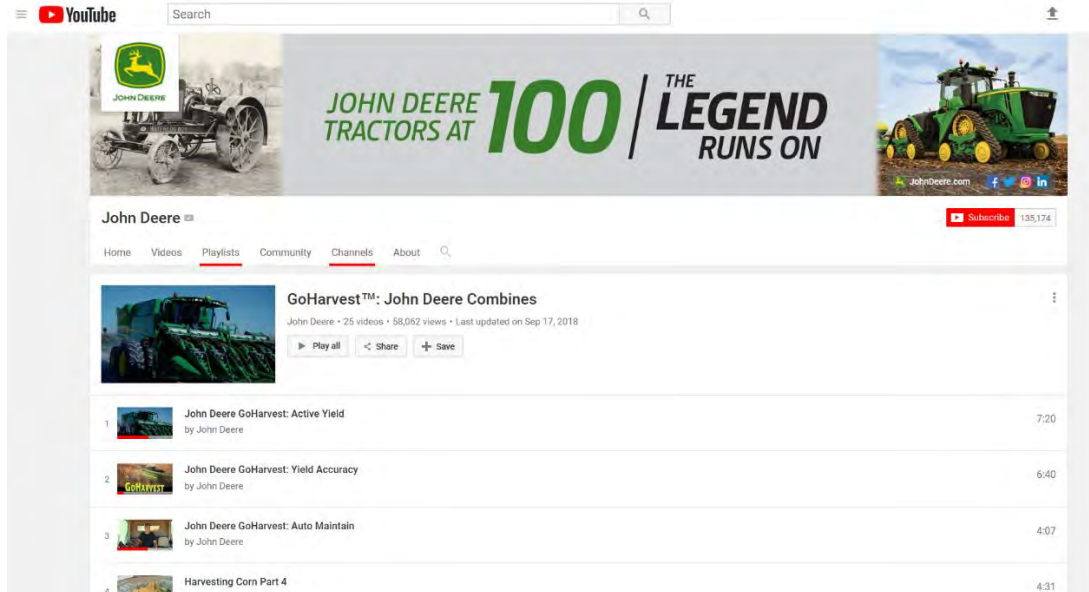 YouTube
Search
JOHN DEERE
JOHN DEERE
TRACTORS AT
100
THE
LEGEND
RUNS ON
JohnDeere.com
John Deere
Subscribe 135,174
Home Videos Playlists Community Channels About
GoHarvest™: John Deere Combines
John Deere • 25 videos • 58,062 views • Last updated on Sep 17, 2018
Play all Share Save
1
John Deere GoHarvest: Active Yield
by John Deere
7:20
2
GOHARVEST
John Deere GoHarvest: Yield Accuracy
by John Deere
6:40
3
John Deere GoHarvest: Auto Maintain
by John Deere
4:07
Harvesting Corn Part 4
4:31